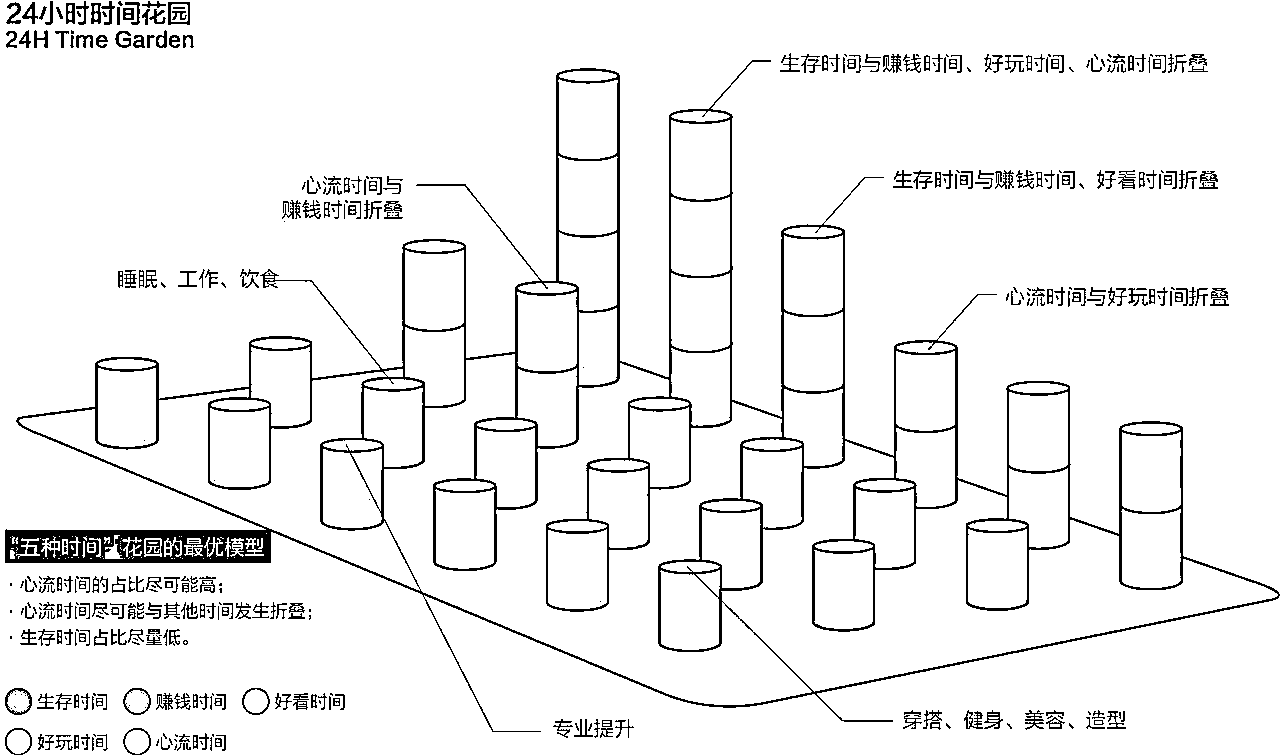 24小时时间花园
24H Time Garden
生存时间与赚钱时间、好玩时间、心流时间折叠
心流时间与
赚钱时间折叠
生存时间与赚钱时间、好看时间折叠
睡眠、工作、饮食
心流时间与好玩时间折叠
“五种时间”花园的最优模型
· 心流时间的占比尽可能高；
· 心流时间尽可能与其他时间发生折叠；
· 生存时间占比尽量低。
生存时间 赚钱时间 好看时间
好玩时间 心流时间
专业提升
穿搭、健身、美容、造型